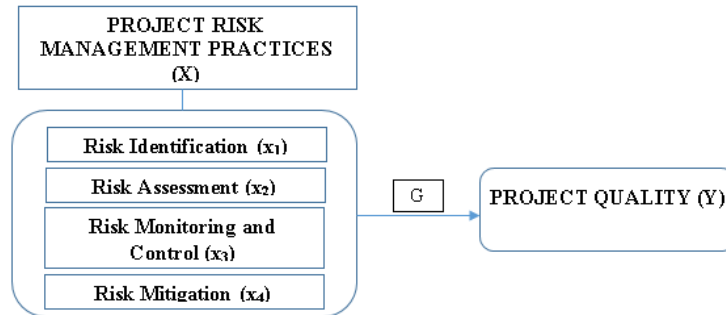 PROJECT RISK
MANAGEMENT PRACTICES
(X)
Risk Identification (x₁)
Risk Assessment (x₂)
Risk Monitoring and
Control (x₃)
Risk Mitigation (x₄)
G
PROJECT QUALITY (Y)